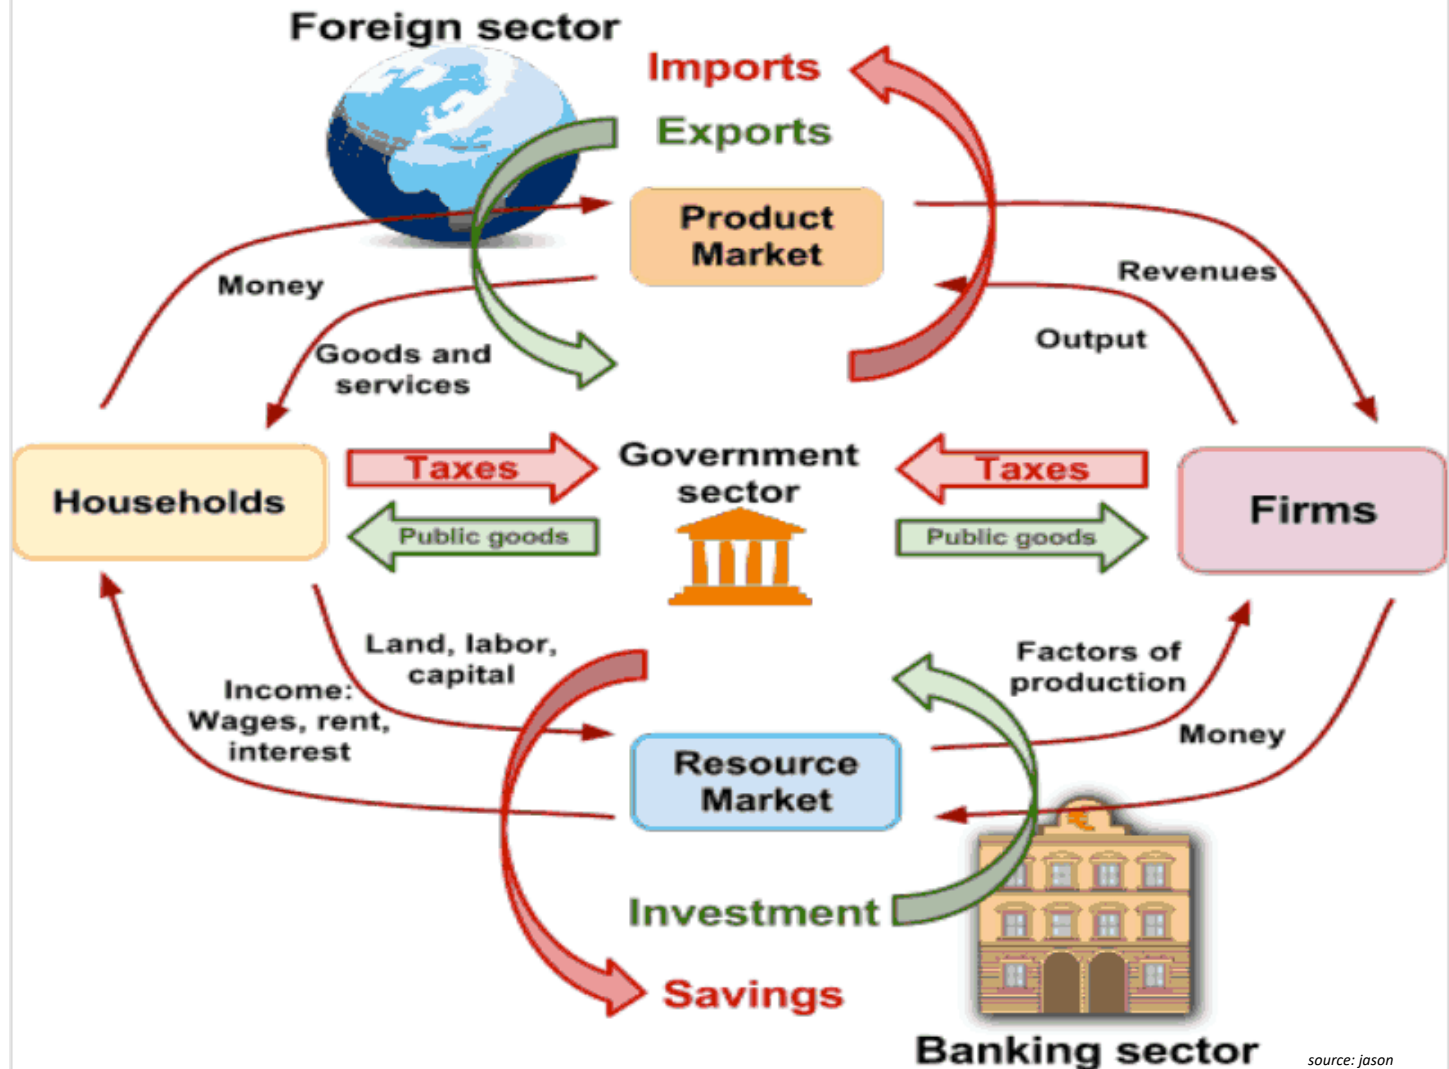 Foreign sector
Imports
Exports
Product
Market
Money
Revenues
Goods and
services
Output
Households
Taxes
Public goods
Government
sector
Taxes
Public goods
Firms
Land, labor,
capital
Income:
Wages, rent,
interest
Factors of
production
Money
Resource
Market
₹
Investment
Savings
Banking sector
source: jason